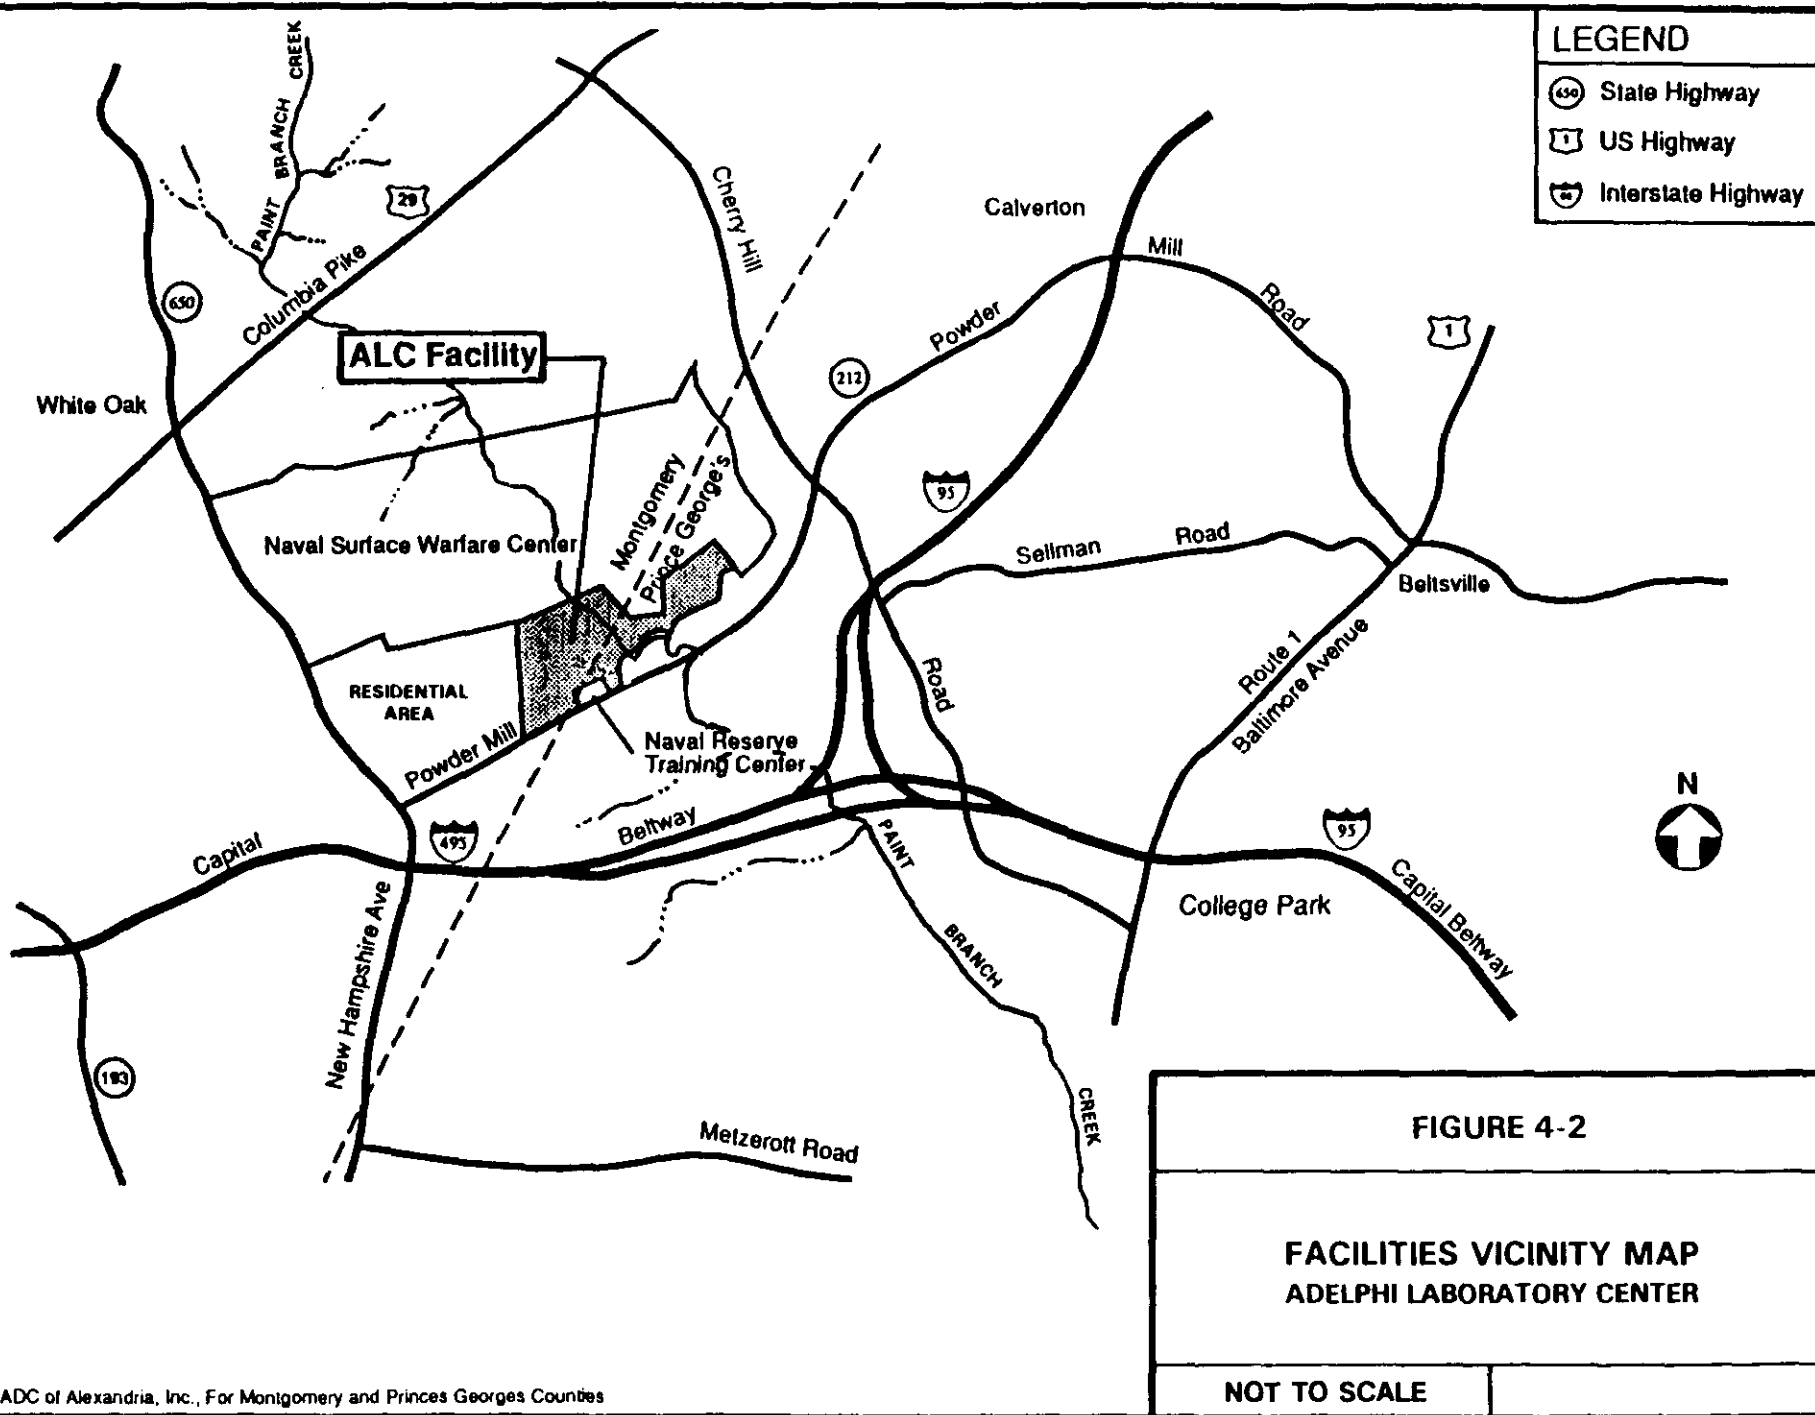 LEGEND
650 State Highway
1 US Highway
Interstate Highway
PAINT BRANCH CREEK
29
Columbia Pike
650
Cherry Hill
Calverton
Mill
Road
Powder
212
1
ALC Facility
White Oak
Montgomery
Prince George's
95
Naval Surface Warfare Center
Sellman Road
Beltsville
Route 1
Baltimore Avenue
Road
RESIDENTIAL
AREA
Powder Mill
Naval Reserve
Training Center
N
Beltway
Capital
495
95
PAINT BRANCH CREEK
College Park
Capital Beltway
New Hampshire Ave
193
Metzerott Road
FIGURE 4-2
FACILITIES VICINITY MAP
ADELPHI LABORATORY CENTER
NOT TO SCALE
ADC of Alexandria, Inc., For Montgomery and Princes Georges Counties